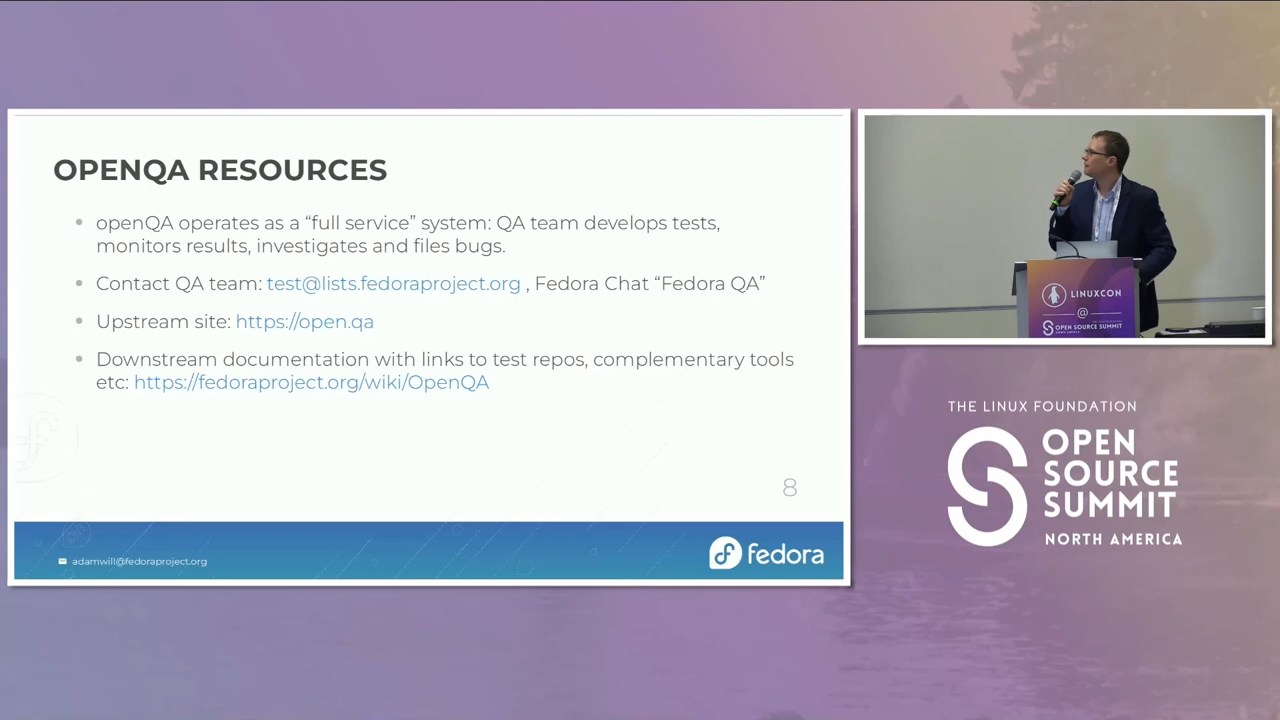 OPENQA RESOURCES
openQA operates as a “full service” system: QA team develops tests,
monitors results, investigates and files bugs.
Contact QA team: test@lists.fedoraproject.org , Fedora Chat “Fedora QA”
Upstream site: https://open.qa
Downstream documentation with links to test repos, complementary tools
etc: https://fedoraproject.org/wiki/OpenQA
8
adamwill@fedoraproject.org
fedora
LINUXCON
@
OPEN SOURCE SUMMIT
THE LINUX FOUNDATION
OPEN
SOURCE
SUMMIT
NORTH AMERICA